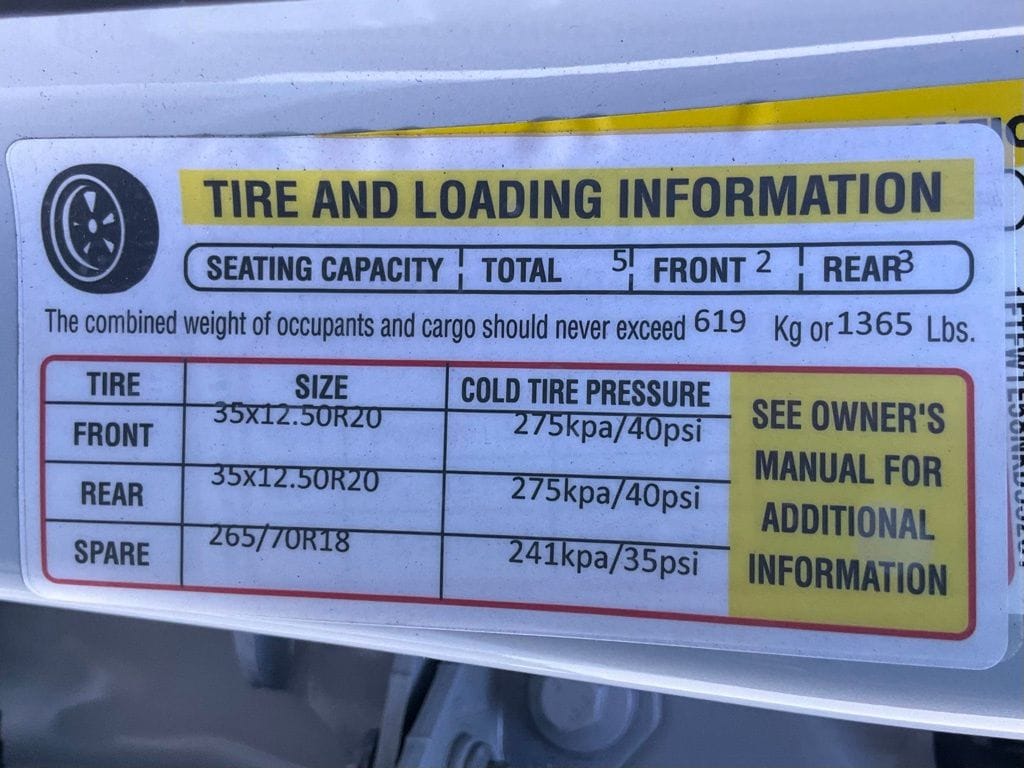 TIRE AND LOADING INFORMATION
SEATING CAPACITY TOTAL 5 FRONT 2 REAR 3
The combined weight of occupants and cargo should never exceed 619 Kg or 1365 Lbs.
TIRE SIZE COLD TIRE PRESSURE
FRONT 35x12.50R20 275kpa/40psi
REAR 35x12.50R20 275kpa/40psi
SPARE 265/70R18 241kpa/35psi
SEE OWNER'S
MANUAL FOR
ADDITIONAL
INFORMATION